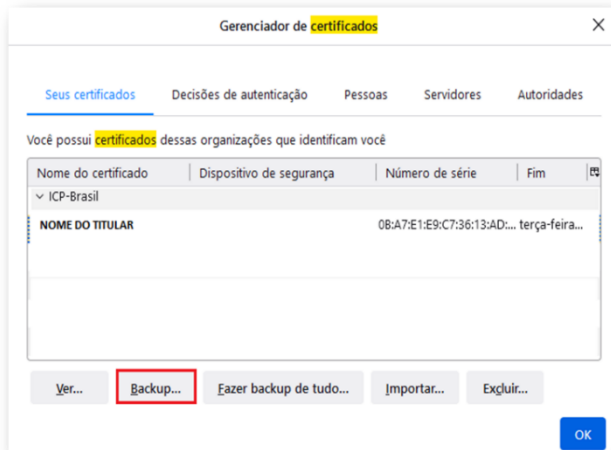 Gerenciador de certificados
Seus certificados Decisões de autenticação Pessoas Servidores Autoridades
Você possui certificados dessas organizações que identificam você
Nome do certificado Dispositivo de segurança Número de série Fim
ICP-Brasil
NOME DO TITULAR 0B:A7:E1:E9:C7:36:13:AD:... terça-feira...
Ver... Backup... Fazer backup de tudo... Importar... Excluir...
OK